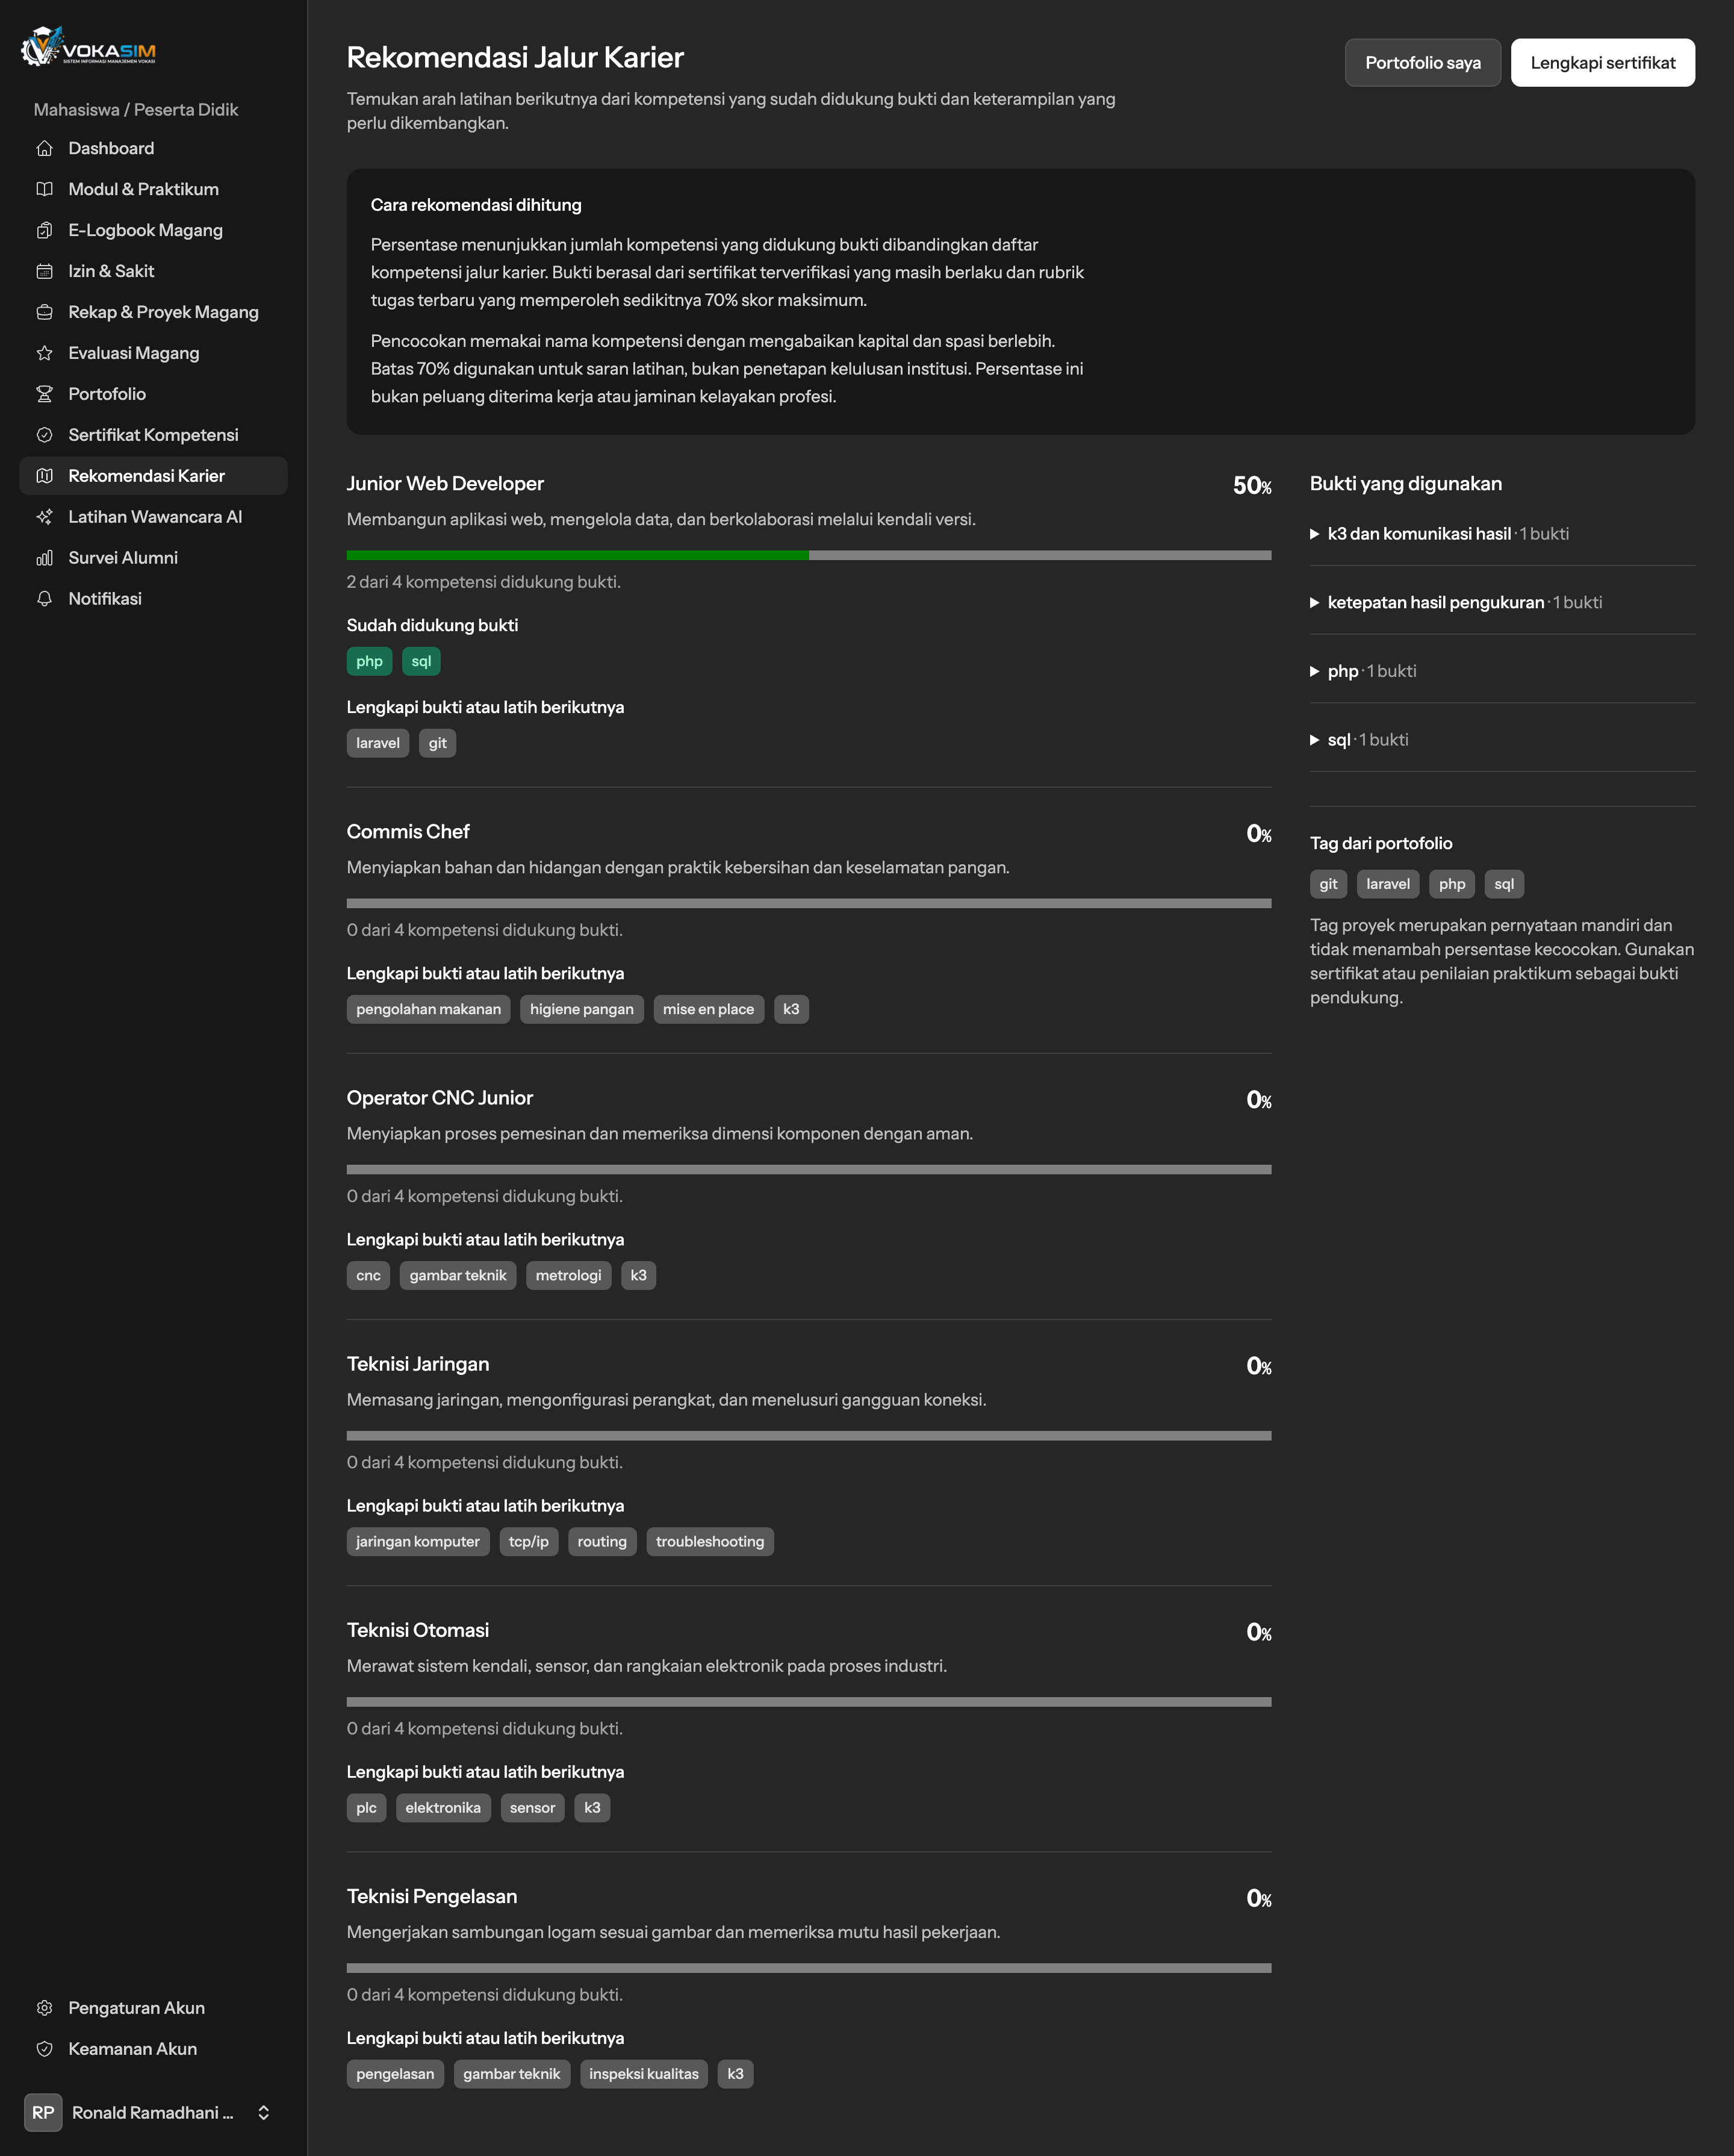 VOKASIM
SISTEM INFORMASI MANAJEMEN VOKASI
Mahasiswa / Peserta Didik
Dashboard
Modul & Praktikum
E-Logbook Magang
Izin & Sakit
Rekap & Proyek Magang
Evaluasi Magang
Portofolio
Sertifikat Kompetensi
Rekomendasi Karier
Latihan Wawancara AI
Survei Alumni
Notifikasi
Pengaturan Akun
Keamanan Akun
RP Ronald Ramadhani ...
Rekomendasi Jalur Karier
Temukan arah latihan berikutnya dari kompetensi yang sudah didukung bukti dan keterampilan yang
perlu dikembangkan.
Portofolio saya
Lengkapi sertifikat
Cara rekomendasi dihitung
Persentase menunjukkan jumlah kompetensi yang didukung bukti dibandingkan daftar
kompetensi jalur karier. Bukti berasal dari sertifikat terverifikasi yang masih berlaku dan rubrik
tugas terbaru yang memperoleh sedikitnya 70% skor maksimum.
Pencocokan memakai nama kompetensi dengan mengabaikan kapital dan spasi berlebih.
Batas 70% digunakan untuk saran latihan, bukan penetapan kelulusan institusi. Persentase ini
bukan peluang diterima kerja atau jaminan kelayakan profesi.
Junior Web Developer 50%
Membangun aplikasi web, mengelola data, dan berkolaborasi melalui kendali versi.
2 dari 4 kompetensi didukung bukti.
Sudah didukung bukti
php sql
Lengkapi bukti atau latih berikutnya
laravel git
Commis Chef 0%
Menyiapkan bahan dan hidangan dengan praktik kebersihan dan keselamatan pangan.
0 dari 4 kompetensi didukung bukti.
Lengkapi bukti atau latih berikutnya
pengolahan makanan higiene pangan mise en place k3
Operator CNC Junior 0%
Menyiapkan proses pemesinan dan memeriksa dimensi komponen dengan aman.
0 dari 4 kompetensi didukung bukti.
Lengkapi bukti atau latih berikutnya
cnc gambar teknik metrologi k3
Teknisi Jaringan 0%
Memasang jaringan, mengonfigurasi perangkat, dan menelusuri gangguan koneksi.
0 dari 4 kompetensi didukung bukti.
Lengkapi bukti atau latih berikutnya
jaringan komputer tcp/ip routing troubleshooting
Teknisi Otomasi 0%
Merawat sistem kendali, sensor, dan rangkaian elektronik pada proses industri.
0 dari 4 kompetensi didukung bukti.
Lengkapi bukti atau latih berikutnya
plc elektronika sensor k3
Teknisi Pengelasan 0%
Mengerjakan sambungan logam sesuai gambar dan memeriksa mutu hasil pekerjaan.
0 dari 4 kompetensi didukung bukti.
Lengkapi bukti atau latih berikutnya
pengelasan gambar teknik inspeksi kualitas k3
Bukti yang digunakan
k3 dan komunikasi hasil · 1 bukti
ketepatan hasil pengukuran · 1 bukti
php · 1 bukti
sql · 1 bukti
Tag dari portofolio
git laravel php sql
Tag proyek merupakan pernyataan mandiri dan
tidak menambah persentase kecocokan. Gunakan
sertifikat atau penilaian praktikum sebagai bukti
pendukung.